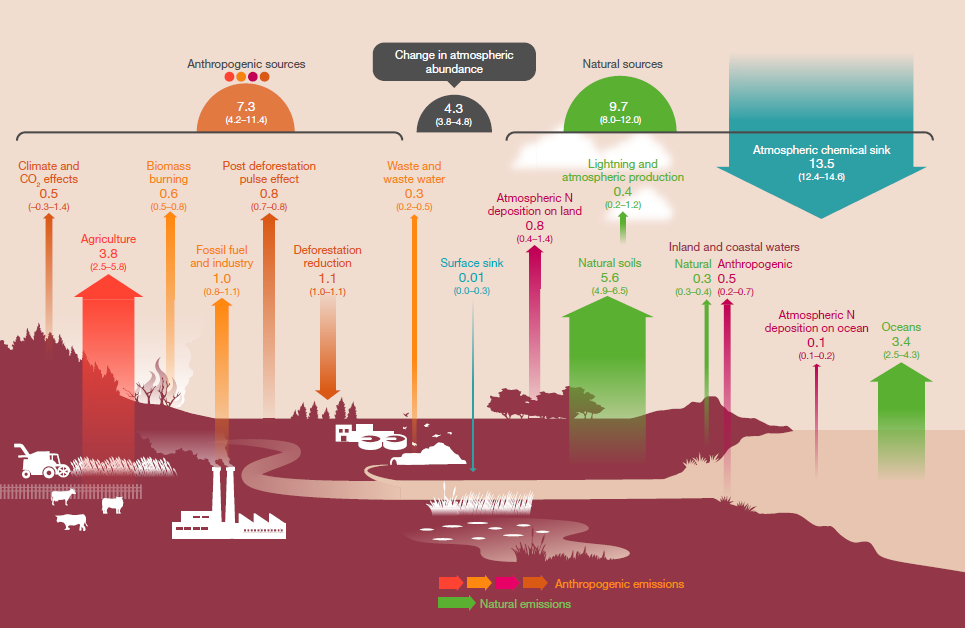 Anthropogenic sources
7.3
(4.2–11.4)
Change in atmospheric
abundance
4.3
(3.8–4.8)
Natural sources
9.7
(8.0–12.0)
Atmospheric chemical sink
13.5
(12.4–14.6)
Climate and
CO₂ effects
0.5
(–0.3–1.4)
Agriculture
3.8
(2.5–5.8)
Biomass
burning
0.6
(0.5–0.8)
Fossil fuel
and industry
1.0
(0.8–1.1)
Post deforestation
pulse effect
0.8
(0.7–0.8)
Deforestation
reduction
1.1
(1.0–1.1)
Waste and
waste water
0.3
(0.2–0.5)
Surface sink
0.01
(0.0–0.3)
Atmospheric N
deposition on land
0.8
(0.4–1.4)
Lightning and
atmospheric production
0.4
(0.2–1.2)
Natural soils
5.6
(4.9–6.5)
Inland and coastal waters
Natural
0.3
(0.3–0.4)
Anthropogenic
0.5
(0.2–0.7)
Atmospheric N
deposition on ocean
0.1
(0.1–0.2)
Oceans
3.4
(2.5–4.3)
Anthropogenic emissions
Natural emissions